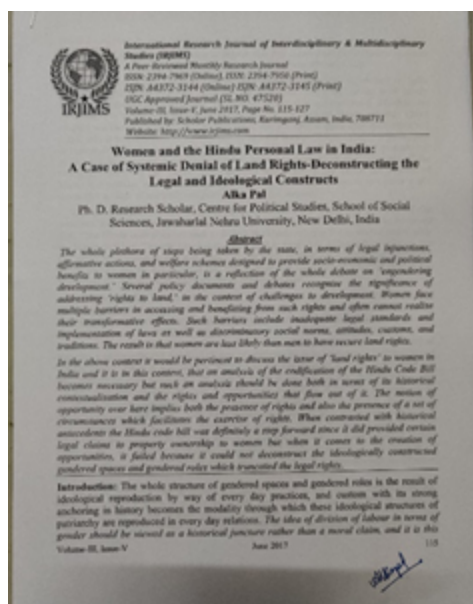 International Research Journal of Interdisciplinary & Multidisciplinary
Studies (IRJIMS)
A Peer-Reviewed Monthly Research Journal
ISSN: 2394-7969 (Online), ISSN: 2394-7950 (Print)
ISJN: A4372-3144 (Online) ISJN: A4372-3145 (Print)
UGC Approved Journal (SL NO. 47520)
Volume-III, Issue-V, June 2017, Page No. 115-127
Published by: Scholar Publications, Karimganj, Assam, India, 788711
Website: http://www.irjims.com
IRJIMS
Women and the Hindu Personal Law in India:
A Case of Systemic Denial of Land Rights-Deconstructing the
Legal and Ideological Constructs
Alka Pal
Ph. D. Research Scholar, Centre for Political Studies, School of Social
Sciences, Jawaharlal Nehru University, New Delhi, India
Abstract
The whole plethora of steps being taken by the state, in terms of legal injunctions,
affirmative actions, and welfare schemes designed to provide socio-economic and political
benefits to women in particular, is a reflection of the whole debate on 'engendering
development.' Several policy documents and debates recognise the significance of
addressing 'rights to land,' in the context of challenges to development. Women face
multiple barriers in accessing and benefiting from such rights and often cannot realise
their transformative effects. Such barriers include inadequate legal standards and
implementation of laws as well as discriminatory social norms, attitudes, customs, and
traditions. The result is that women are less likely than men to have secure land rights.
In the above context it would be pertinent to discuss the issue of 'land rights' to women in
India and it is in this context, that an analysis of the codification of the Hindu Code Bill
becomes necessary but such an analysis should be done both in terms of its historical
contextualisation and the rights and opportunities that flow out of it. The notion of
opportunity over here implies both the presence of rights and also the presence of a set of
circumstances which facilitates the exercise of rights. When contrasted with historical
antecedents the Hindu code bill was definitely a step forward since it did provided certain
legal claims to property ownership to women but when it comes to the creation of
opportunities, it failed because it could not deconstruct the ideologically constructed
gendered spaces and gendered roles which truncated the legal rights.
Introduction: The whole structure of gendered spaces and gendered roles is the result of
ideological reproduction by way of every day practices, and custom with its strong
anchoring in history becomes the modality through which these ideological structures of
patriarchy are reproduced in every day relations. The idea of division of labour in terms of
gender should be viewed as a historical juncture rather than a moral claim, and it is this
Volume-III, Issue-V June 2017 115